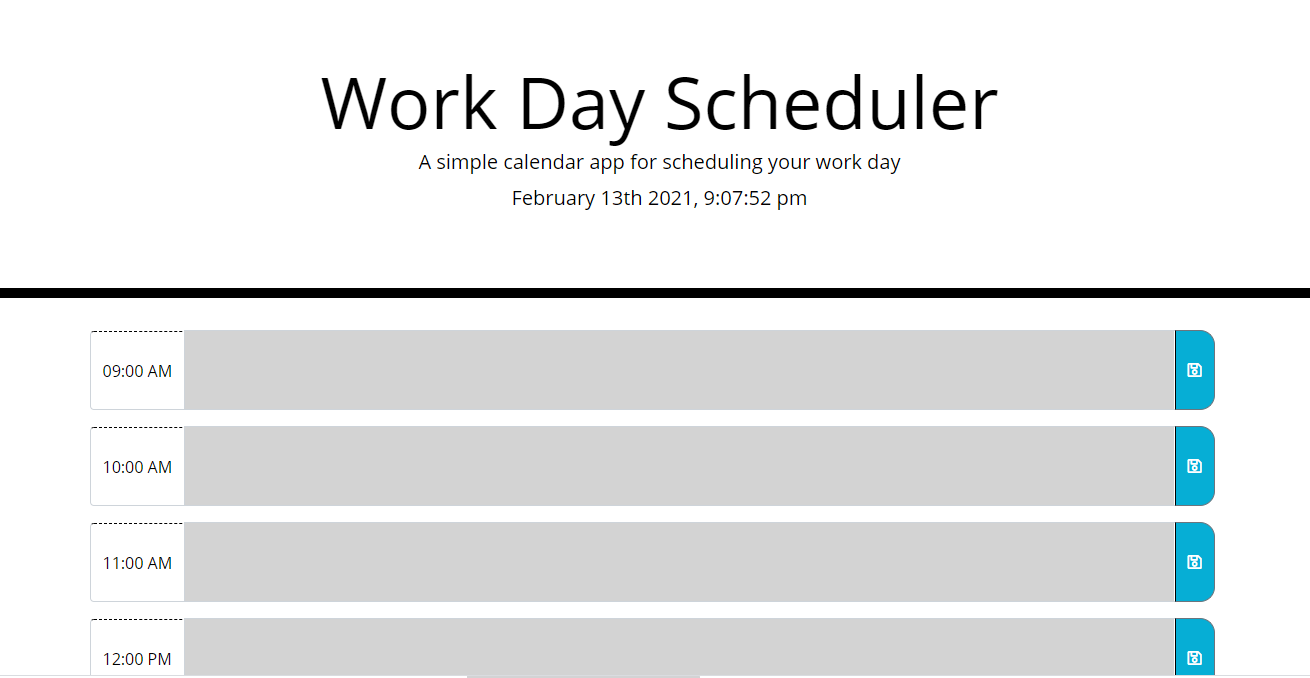 Work Day Scheduler
A simple calendar app for scheduling your work day
February 13th 2021, 9:07:52 pm
09:00 AM
10:00 AM
11:00 AM
12:00 PM